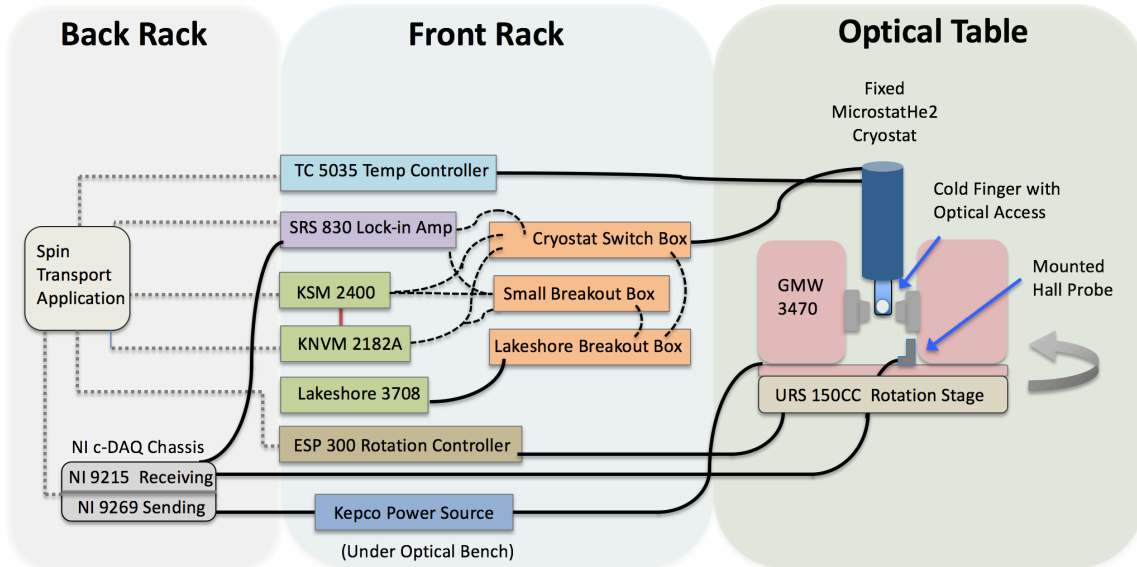 Back Rack
Front Rack
Optical Table
Fixed
MicrostatHe2
Cryostat
TC 5035 Temp Controller
Cold Finger with
Optical Access
SRS 830 Lock-in Amp
Cryostat Switch Box
Spin
Transport
Application
Mounted
Hall Probe
GMW
3470
KSM 2400
Small Breakout Box
KNVM 2182A
Lakeshore Breakout Box
Lakeshore 3708
URS 150CC Rotation Stage
NI c-DAQ Chassis
ESP 300 Rotation Controller
NI 9215 Receiving
NI 9269 Sending
Kepco Power Source
(Under Optical Bench)